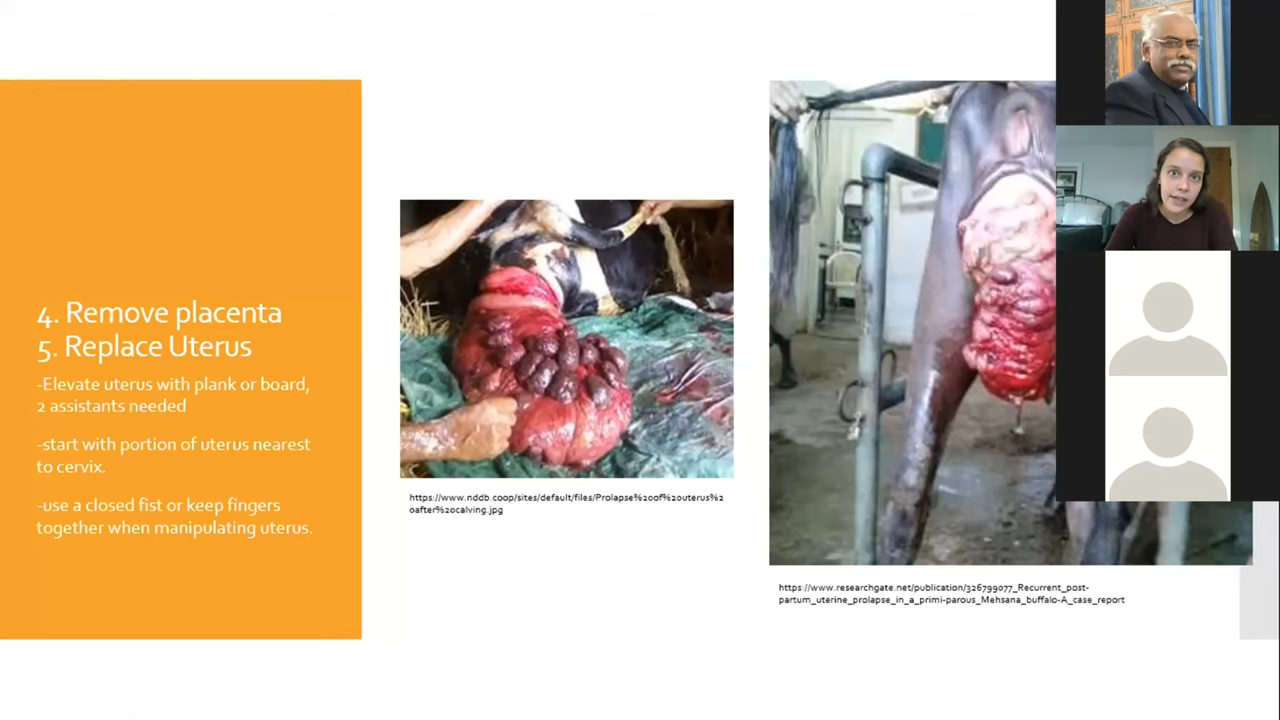 4. Remove placenta
5. Replace Uterus
-Elevate uterus with plank or board,
2 assistants needed
-start with portion of uterus nearest
to cervix.
-use a closed fist or keep fingers
together when manipulating uterus.
https://www.nddb.coop/sites/default/files/Prolapse%20of%20uterus%2
0after%20calving.jpg
https://www.researchgate.net/publication/326799077_Recurrent_post-
partum_uterine_prolapse_in_a_primi-parous_Mehsana_buffalo-A_case_report